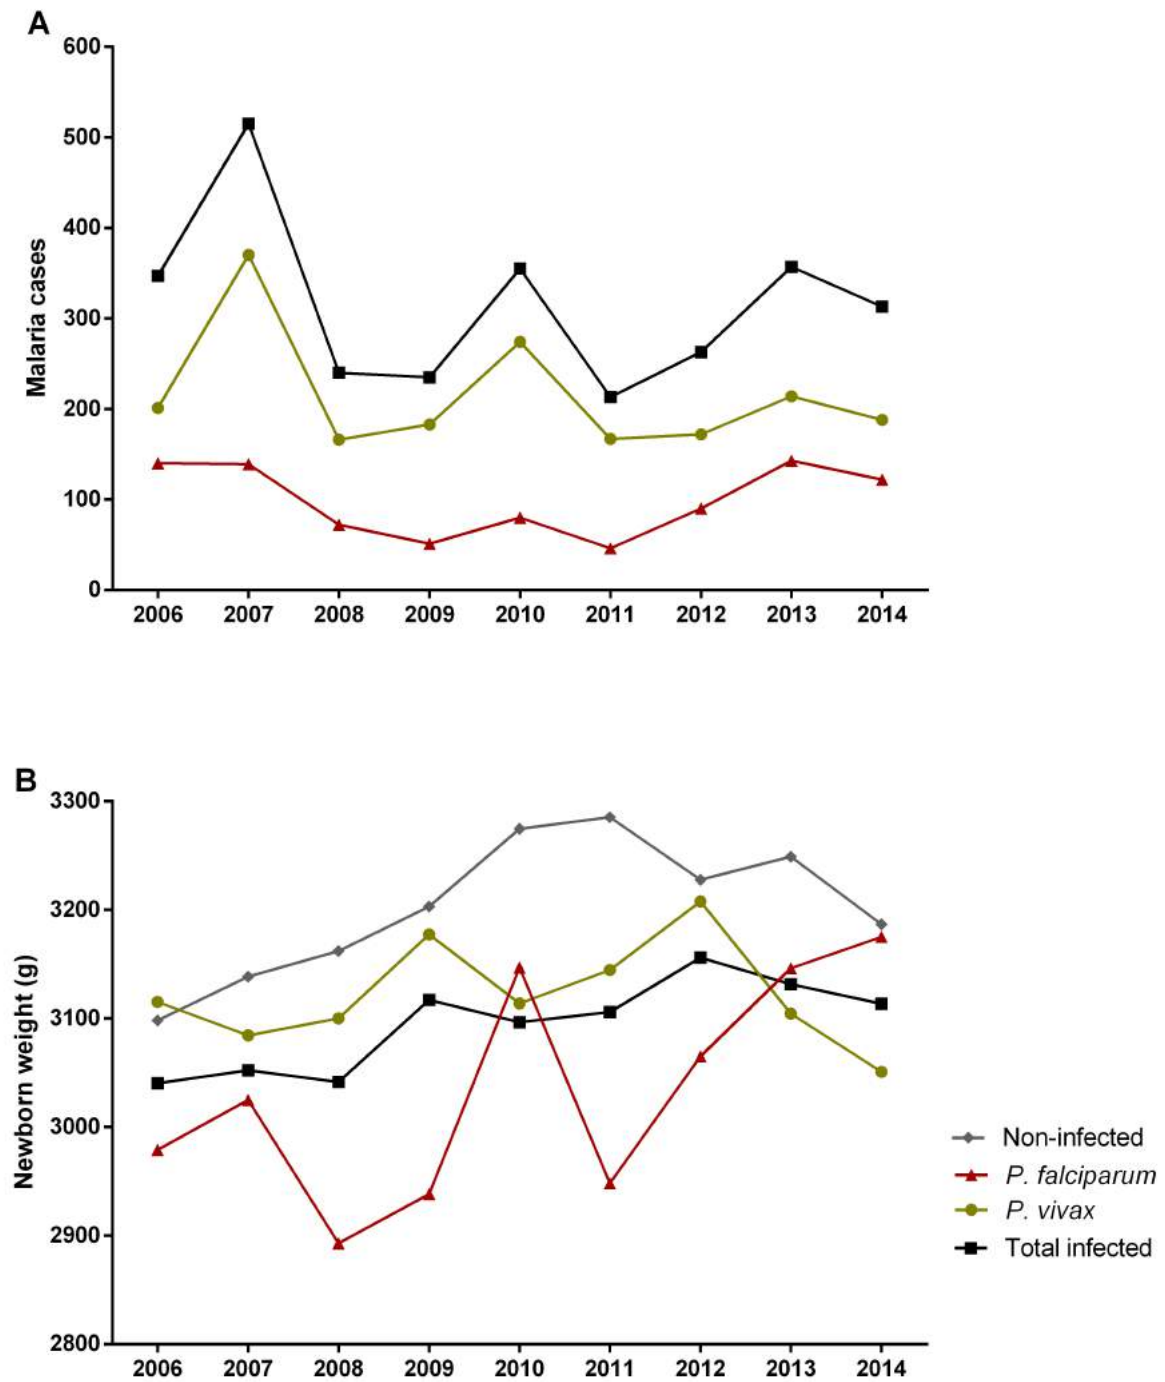 A
600
500
400
300
200
100
0
Malaria cases
2006 2007 2008 2009 2010 2011 2012 2013 2014
B
3300
3200
3100
3000
2900
2800
Newborn weight (g)
2006 2007 2008 2009 2010 2011 2012 2013 2014
Non-infected
P. falciparum
P. vivax
Total infected